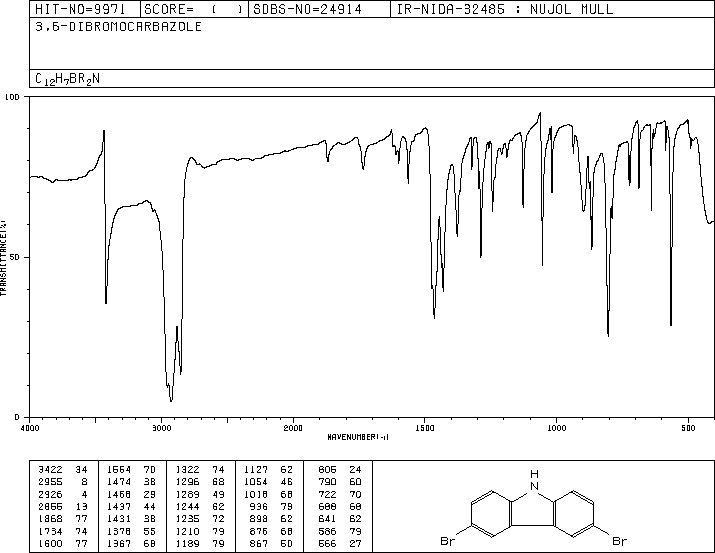 HIT-NO=9971 SCORE= ( ) SDBS-NO=24914 IR-NIDA-32485 : NUJOL MULL
3,6-DIBROMOCARBAZOLE
C12H7BR2N
100
50
0
TRANSMITTANCE(%)
4000 3000 2000 1500 1000 500
WAVENUMBER(-1)
3422 34 1564 70 1322 74 1127 62 806 24
2955 8 1474 38 1296 68 1054 46 790 60
2926 4 1468 29 1289 49 1018 68 722 70
2855 13 1437 44 1244 62 936 79 688 68
1868 77 1431 38 1235 72 898 62 641 62
1734 74 1378 55 1210 79 876 68 586 79
1600 77 1367 68 1189 79 867 50 566 27
H
N
Br Br